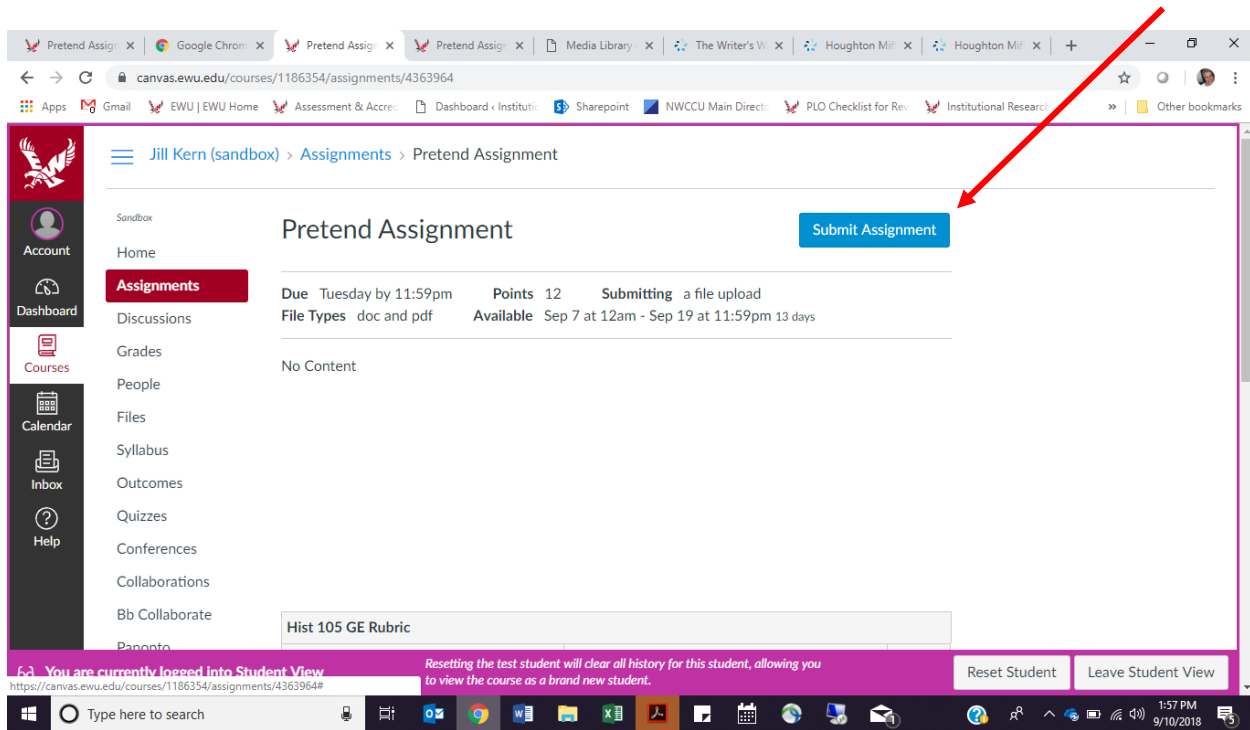 Pretend Assign Google Chrom Pretend Assign Pretend Assign Media Library The Writer's W Houghton Miff Houghton Miff
canvas.ewu.edu/courses/1186354/assignments/4363964
Apps Gmail EWU | EWU Home Assessment & Accred Dashboard ‹ Institutio Sharepoint NWCCU Main Directo PLO Checklist for Rev Institutional Research » Other bookmarks
Jill Kern (sandbox) > Assignments > Pretend Assignment
Sandbox
Pretend Assignment Submit Assignment
Account
Home
Assignments
Due Tuesday by 11:59pm Points 12 Submitting a file upload
Dashboard
Discussions
File Types doc and pdf Available Sep 7 at 12am - Sep 19 at 11:59pm 13 days
Grades
Courses
No Content
People
Files
Calendar
Syllabus
Inbox
Outcomes
Quizzes
Help
Conferences
Collaborations
Bb Collaborate
Hist 105 GE Rubric
Panopto
You are currently logged into Student View
Resetting the test student will clear all history for this student, allowing you
to view the course as a brand new student.
Reset Student Leave Student View
https://canvas.ewu.edu/courses/1186354/assignments/4363964#
Type here to search
1:57 PM
9/10/2018
5